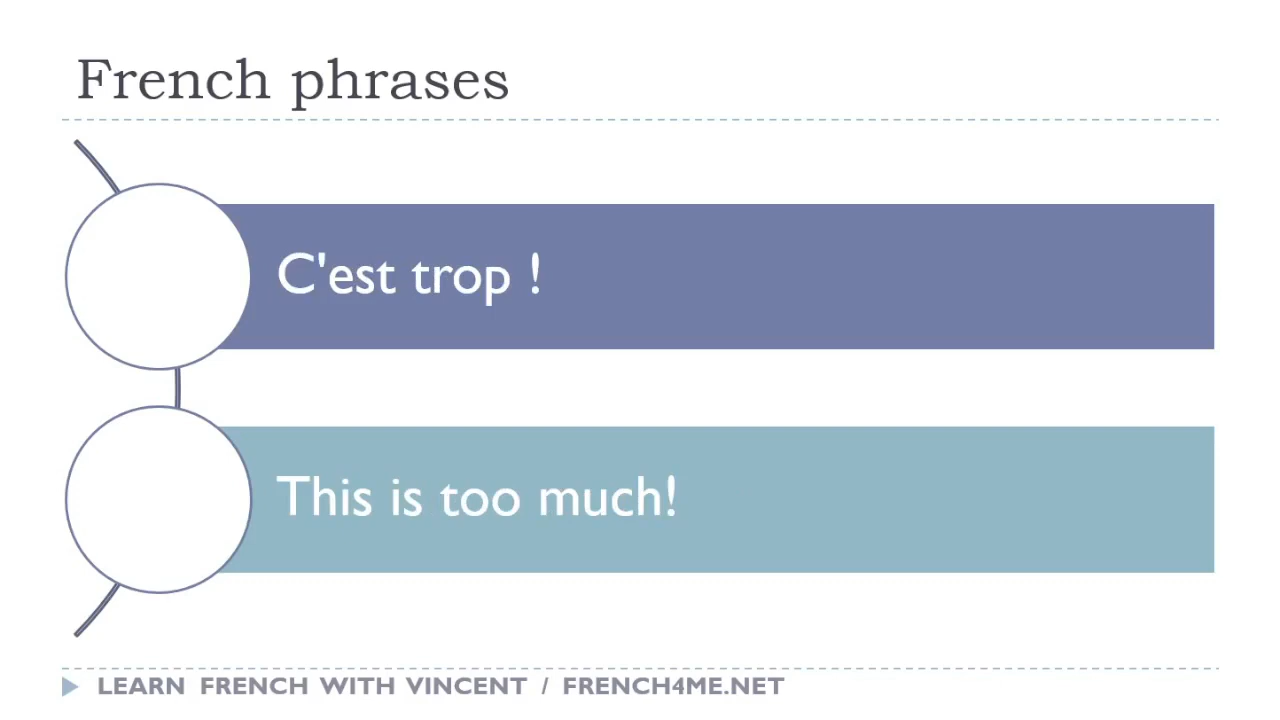 French phrases
C'est trop !
This is too much!
LEARN FRENCH WITH VINCENT / FRENCH4ME.NET